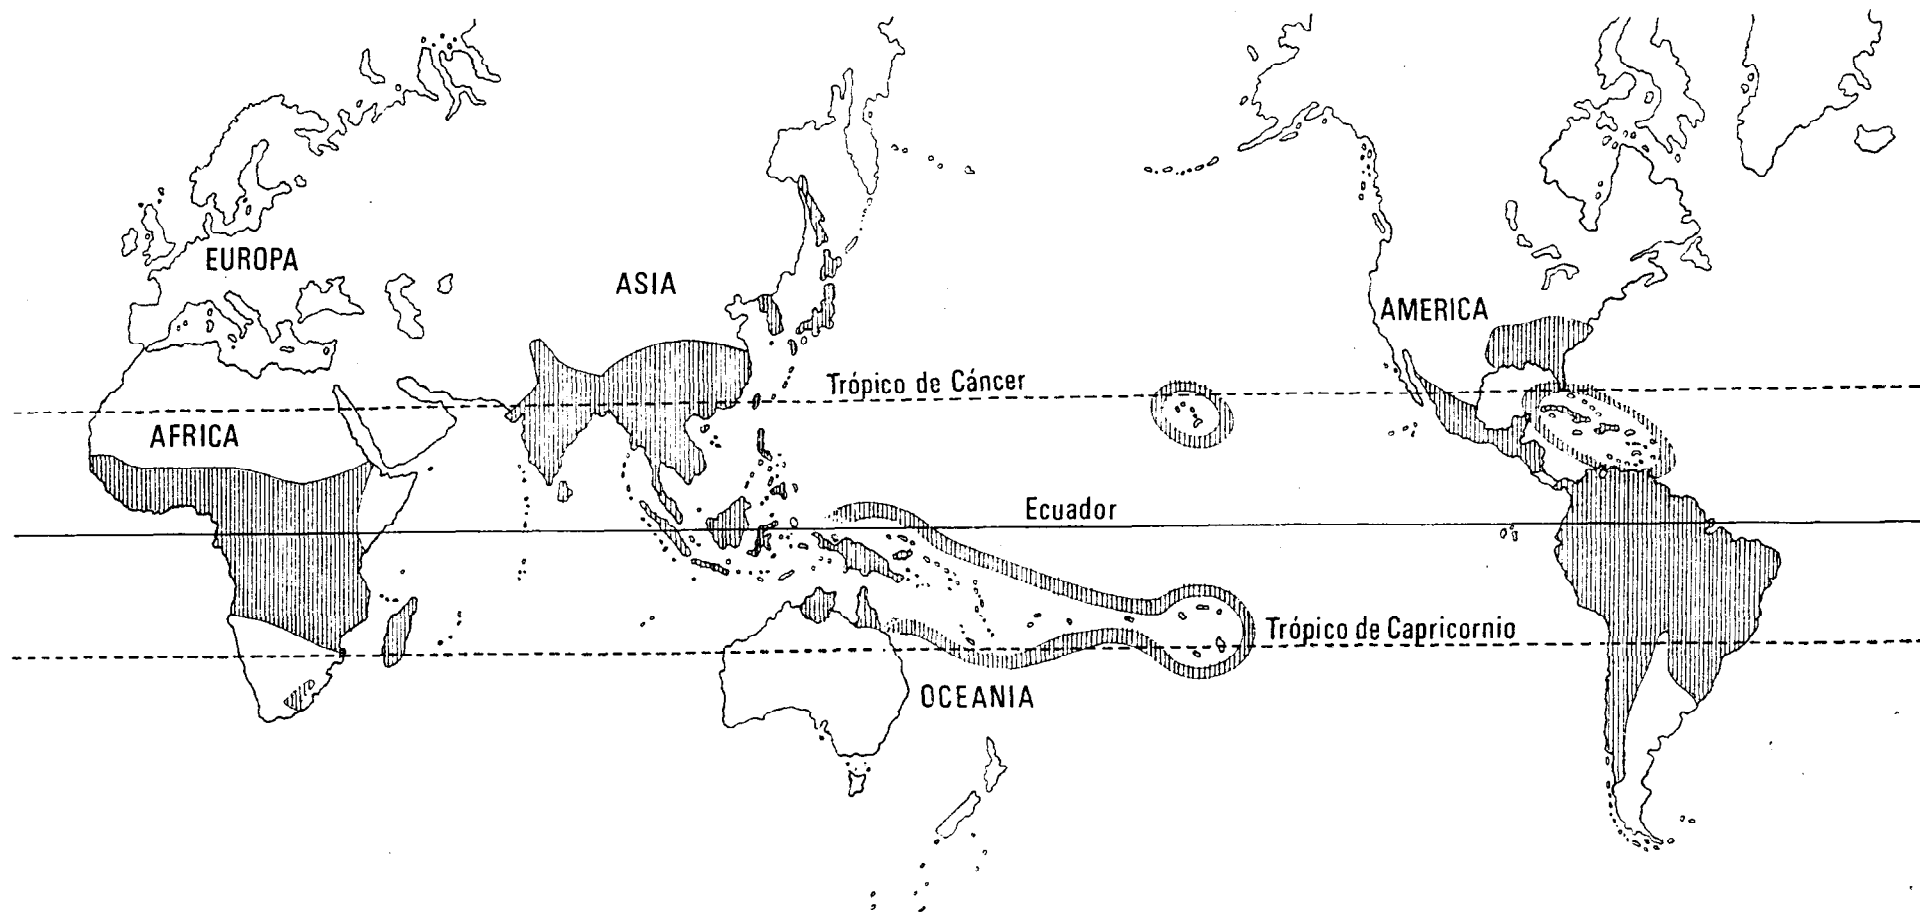 EUROPA
ASIA
AMERICA
Trópico de Cáncer
AFRICA
Ecuador
Trópico de Capricornio
OCEANIA